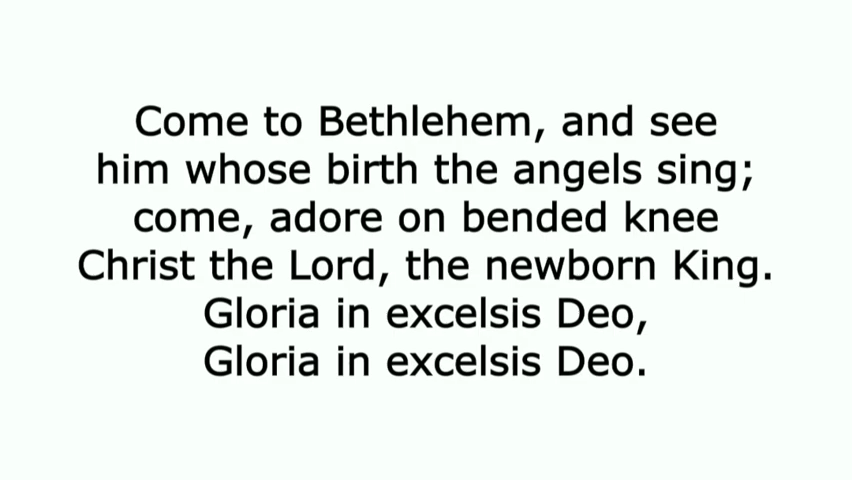 Come to Bethlehem, and see
him whose birth the angels sing;
come, adore on bended knee
Christ the Lord, the newborn King.
Gloria in excelsis Deo,
Gloria in excelsis Deo.